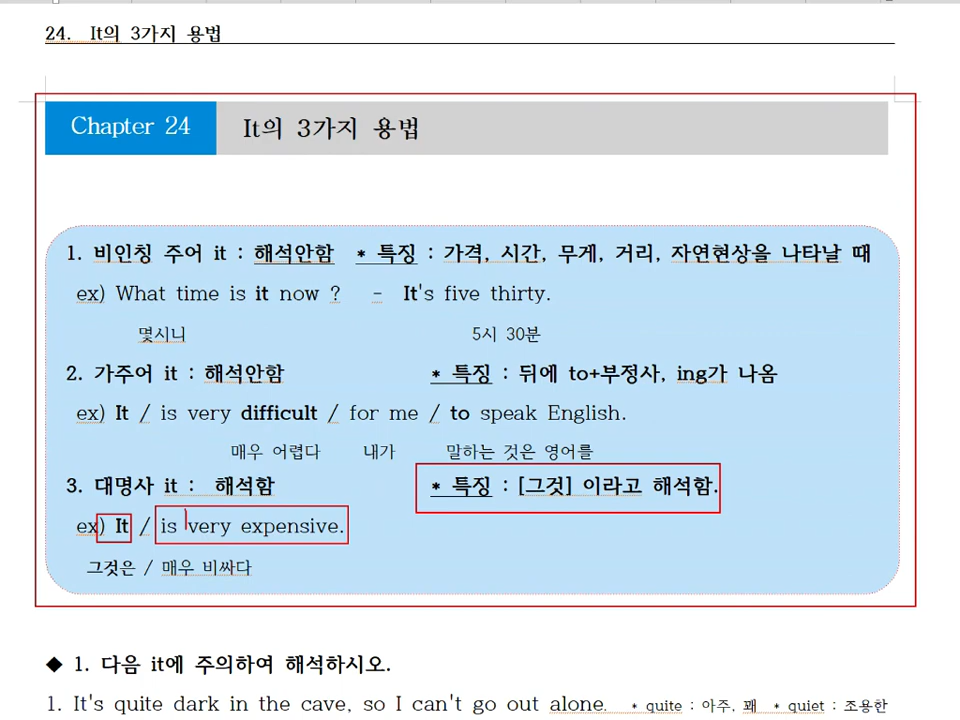 24. It의 3가지 용법
Chapter 24 It의 3가지 용법
1. 비인칭 주어 it : 해석안함 * 특징 : 가격, 시간, 무게, 거리, 자연현상을 나타날 때
ex) What time is it now ? - It's five thirty.
몇시니 5시 30분
2. 가주어 it : 해석안함 * 특징 : 뒤에 to+부정사, ing가 나옴
ex) It / is very difficult / for me / to speak English.
매우 어렵다 내가 말하는 것은 영어를
3. 대명사 it : 해석함 * 특징 : [그것] 이라고 해석함.
ex) It / is very expensive.
그것은 / 매우 비싸다
◆ 1. 다음 it에 주의하여 해석하시오.
1. It's quite dark in the cave, so I can't go out alone. * quite : 아주, 꽤 * quiet : 조용한